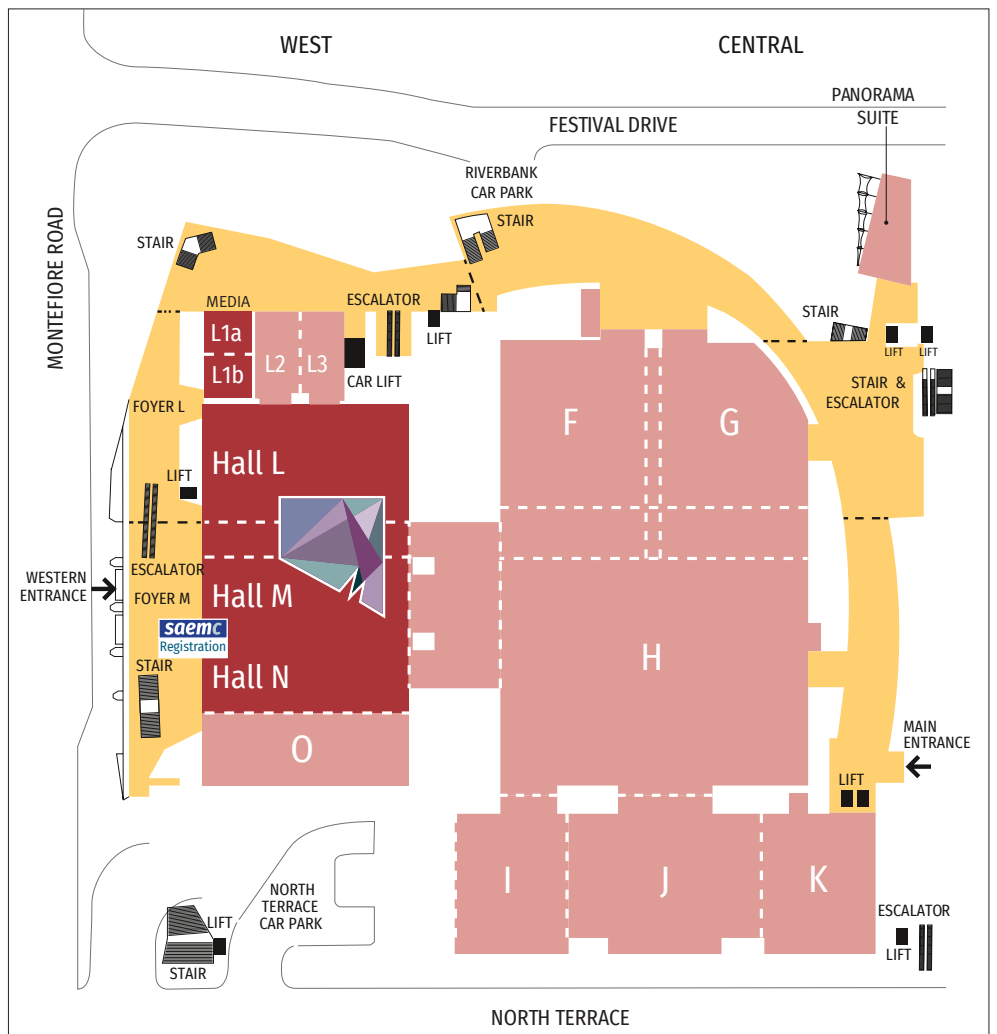 WEST
CENTRAL
PANORAMA
SUITE
FESTIVAL DRIVE
RIVERBANK
CAR PARK
STAIR
MONTEFIORE ROAD
STAIR
MEDIA
ESCALATOR
STAIR
L1a
L2
L3
LIFT
LIFT
LIFT
L1b
CAR LIFT
STAIR &
ESCALATOR
FOYER L
F
G
Hall L
LIFT
ESCALATOR
WESTERN
ENTRANCE
FOYER M
Hall M
saemc
Registration
H
STAIR
Hall N
MAIN
ENTRANCE
O
LIFT
I
J
K
NORTH
TERRACE
CAR PARK
LIFT
STAIR
ESCALATOR
LIFT
NORTH TERRACE